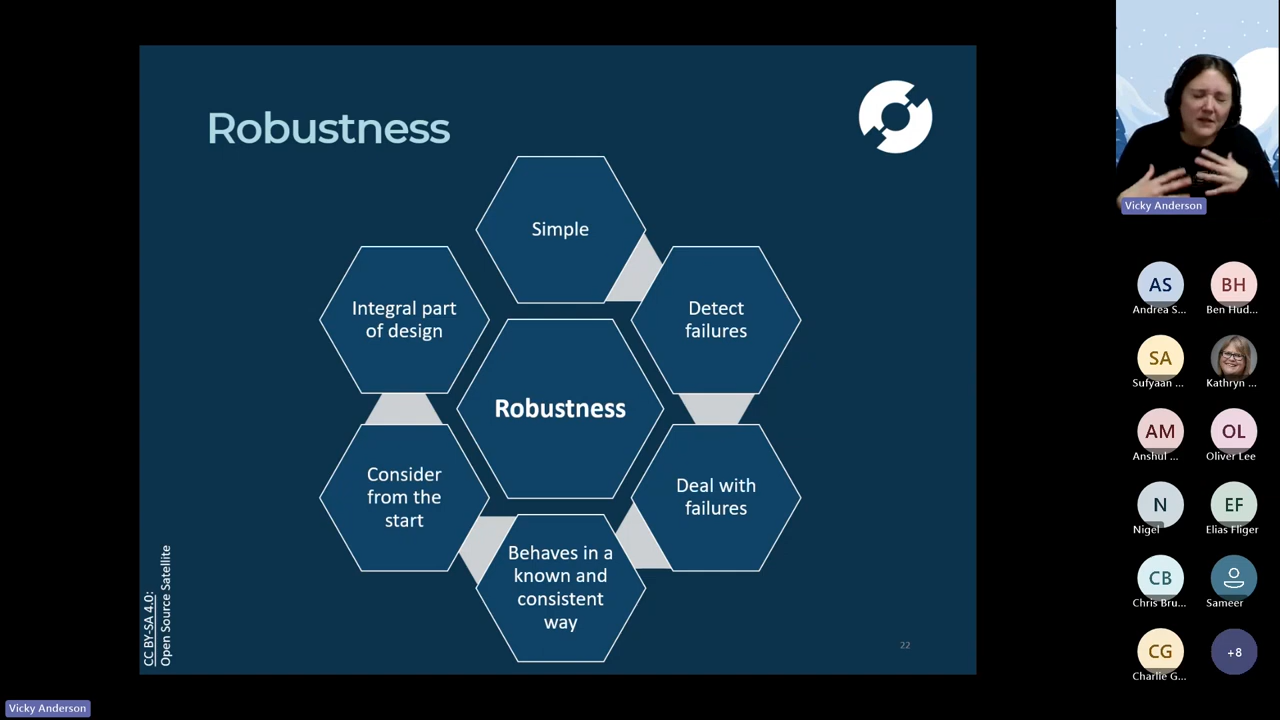 Robustness
Simple
Integral part
of design
Detect
failures
Robustness
Consider
from the
start
Deal with
failures
Behaves in a
known and
consistent
way
CC BY-SA 4.0:
Open Source Satellite
22
Vicky Anderson
AS
BH
Andrea S...
Ben Hud...
SA
Sufyaan ...
Kathryn ...
AM
OL
Anshul ...
Oliver Lee
N
EF
Nigel
Elias Fliger
CB
Chris Bru...
Sameer
CG
+8
Charlie G...
Vicky Anderson